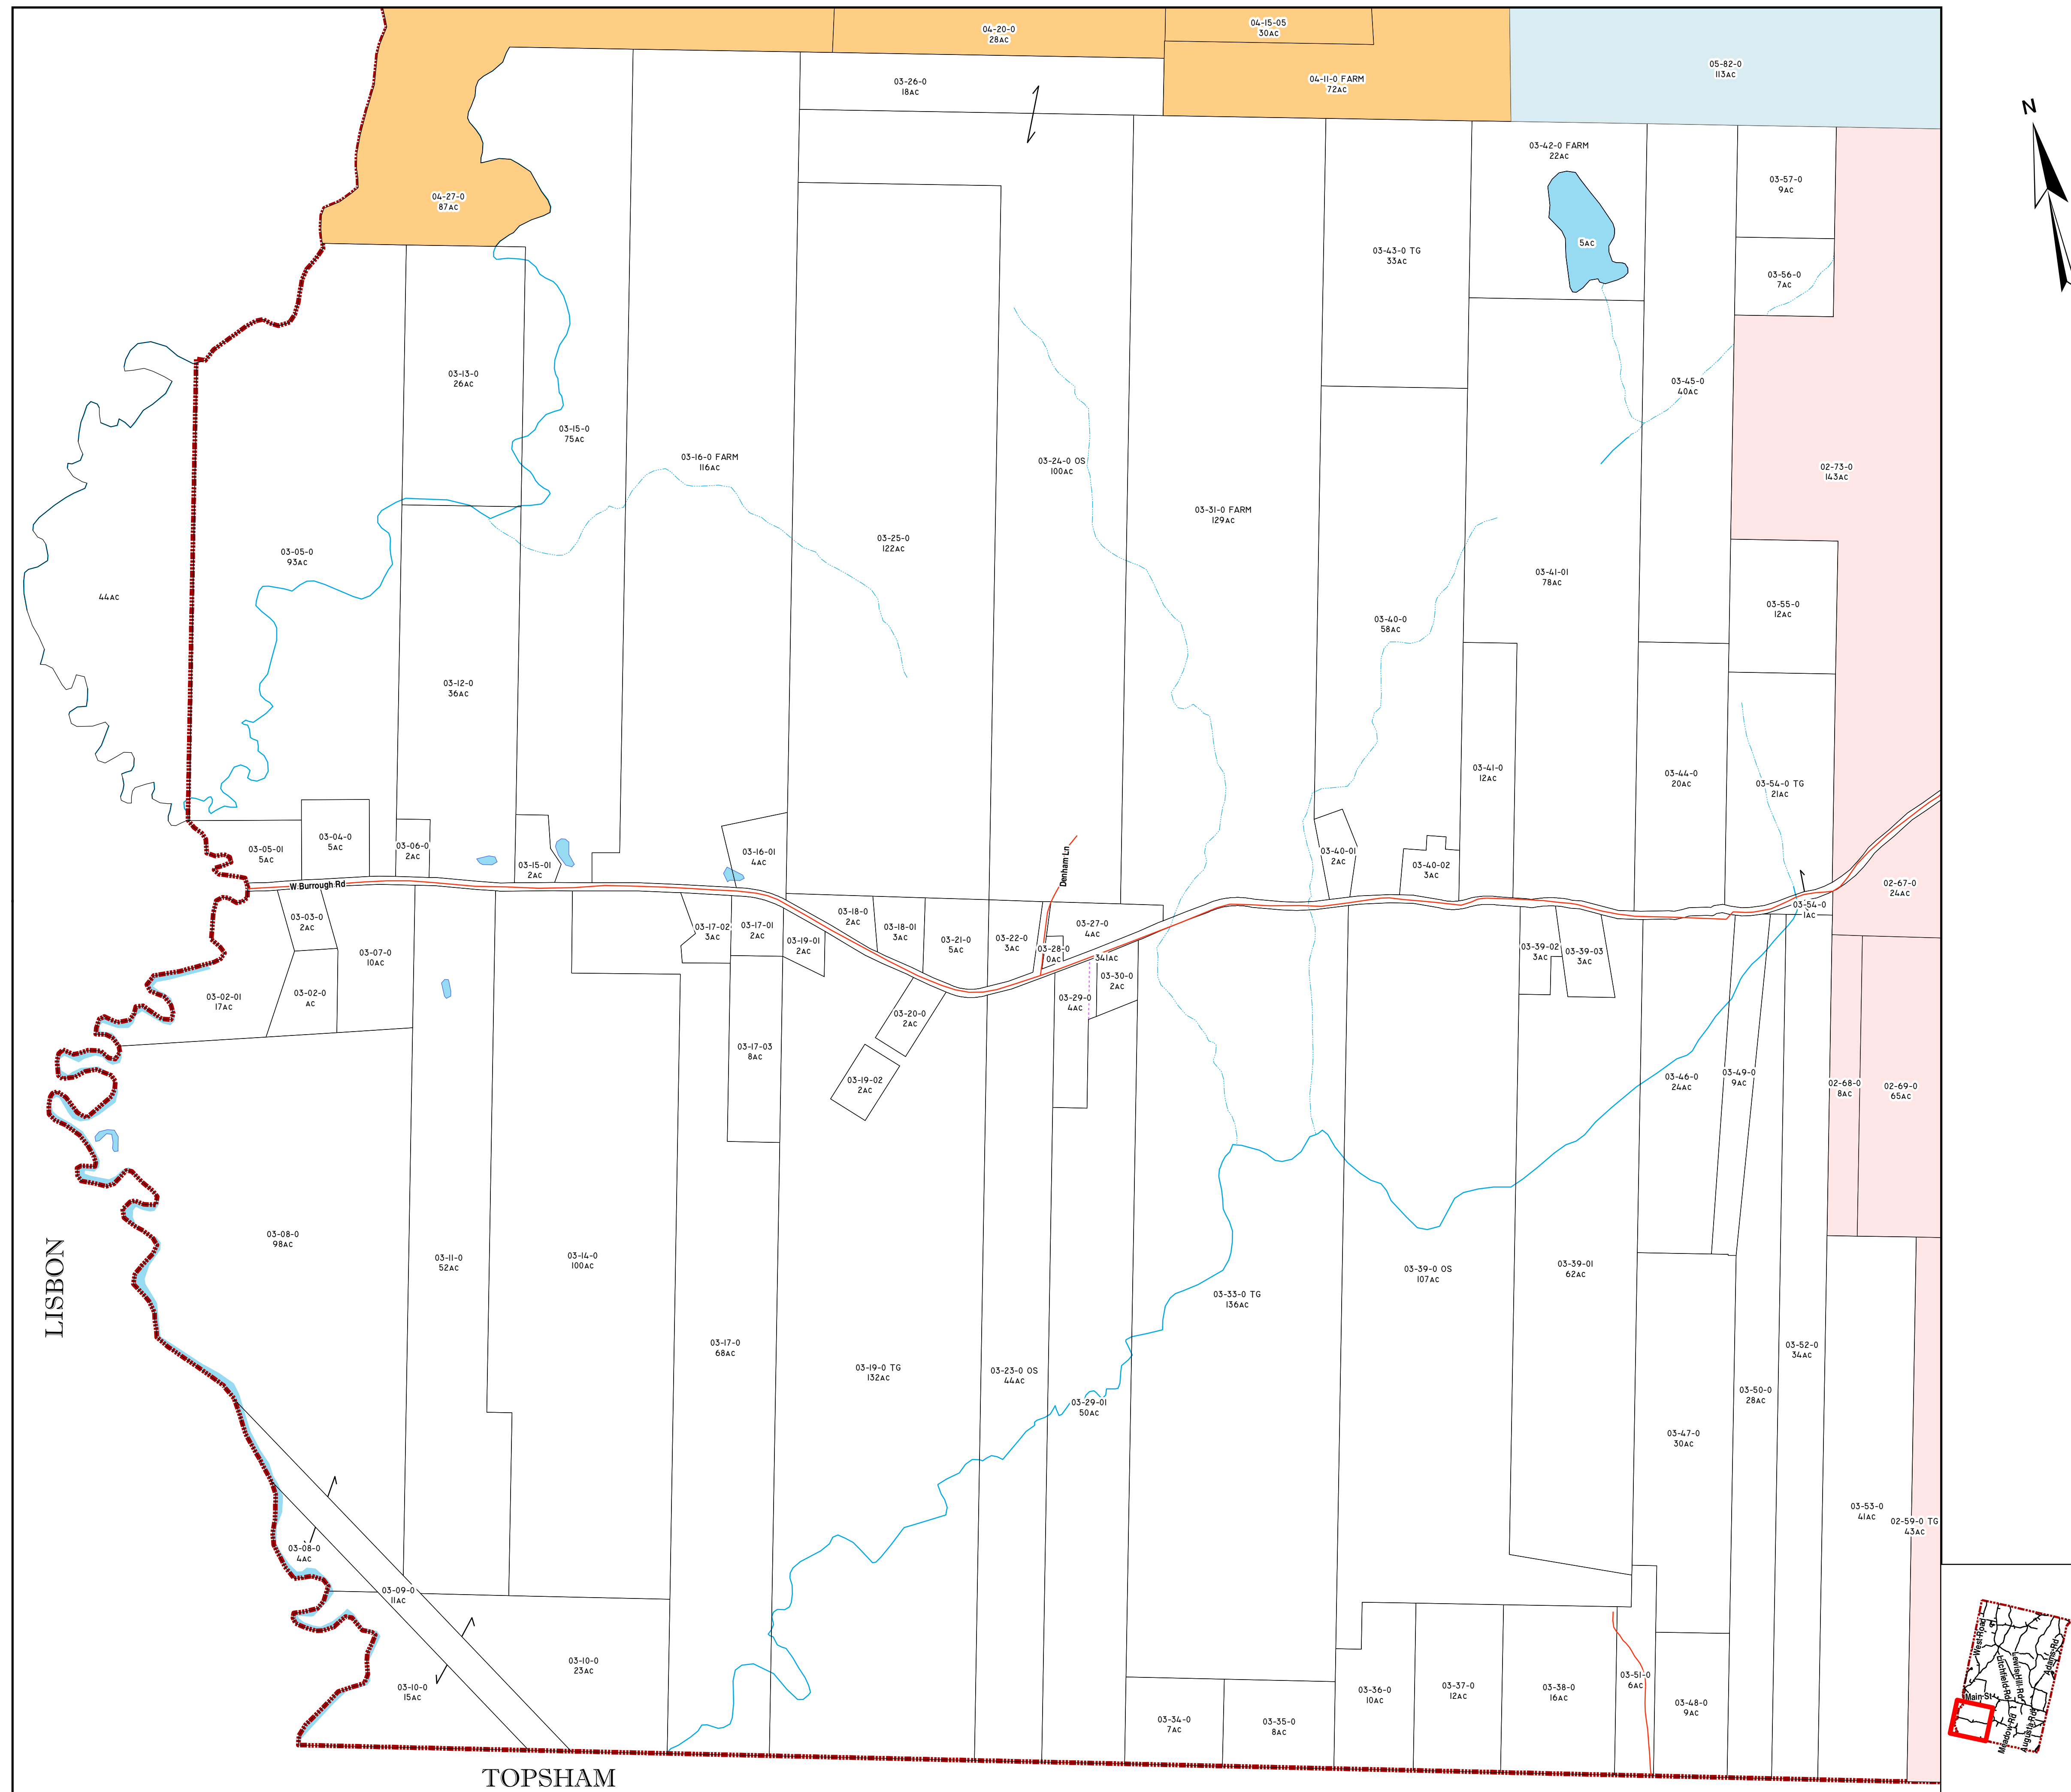 04-20-0
28AC
04-15-05
30AC
04-11-0 FARM
72AC
05-82-0
113AC
N
03-26-0
18AC
04-27-0
87AC
03-42-0 FARM
22AC
5AC
03-57-0
9AC
03-56-0
7AC
03-43-0 TG
33AC
03-13-0
26AC
03-15-0
75AC
03-16-0 FARM
116AC
03-24-0 OS
100AC
03-45-0
40AC
02-73-0
143AC
03-05-0
93AC
44AC
03-25-0
122AC
03-31-0 FARM
129AC
03-40-0
58AC
03-41-01
78AC
03-55-0
12AC
03-12-0
36AC
03-41-0
12AC
03-44-0
20AC
03-54-0 TG
21AC
03-05-01
5AC
03-04-0
5AC
03-06-0
2AC
03-15-01
2AC
03-16-01
4AC
Denham Ln
03-40-01
2AC
03-40-02
3AC
W Burrough Rd
02-67-0
24AC
03-54-0
1AC
03-03-0
2AC
03-07-0
10AC
03-02-01
17AC
03-02-0
AC
03-17-02
3AC
03-17-01
2AC
03-19-01
2AC
03-18-0
2AC
03-18-01
3AC
03-21-0
5AC
03-22-0
3AC
03-27-0
4AC
03-28-0
0AC
341AC
03-30-0
2AC
03-29-0
4AC
03-39-02
3AC
03-39-03
3AC
03-20-0
2AC
03-17-03
8AC
03-19-02
2AC
03-46-0
24AC
03-49-0
9AC
02-68-0
8AC
02-69-0
65AC
LISBON
03-08-0
98AC
03-11-0
52AC
03-14-0
100AC
03-33-0 TG
136AC
03-39-0 OS
107AC
03-39-01
62AC
03-17-0
68AC
03-19-0 TG
132AC
03-23-0 OS
44AC
03-29-01
50AC
03-52-0
34AC
03-50-0
28AC
03-47-0
30AC
03-53-0
41AC
02-59-0 TG
43AC
03-08-0
4AC
03-09-0
11AC
03-10-0
23AC
03-10-0
15AC
03-34-0
7AC
03-35-0
8AC
03-36-0
10AC
03-37-0
12AC
03-38-0
16AC
03-51-0
6AC
03-48-0
9AC
West Road
Litchfield Rd
Lewis Hill Rd
Adams Rd
Main St
Meadow Rd
Augusta Rd
TOPSHAM